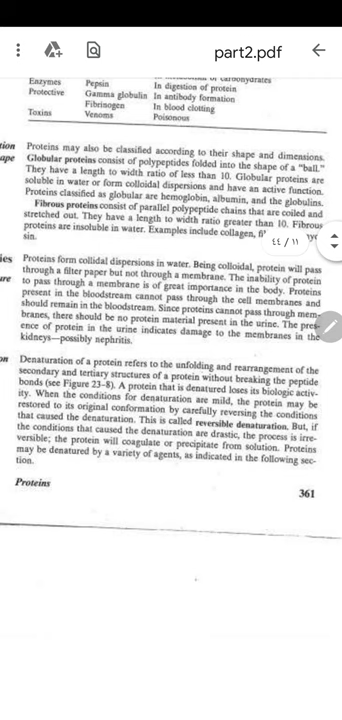 part2.pdf
of carbohydrates
Enzymes Pepsin In digestion of protein
Protective Gamma globulin In antibody formation
Fibrinogen In blood clotting
Toxins Venoms Poisonous
tion Proteins may also be classified according to their shape and dimensions.
ape Globular proteins consist of polypeptides folded into the shape of a "ball."
They have a length to width ratio of less than 10. Globular proteins are
soluble in water or form colloidal dispersions and have an active function.
Proteins classified as globular are hemoglobin, albumin, and the globulins.
Fibrous proteins consist of parallel polypeptide chains that are coiled and
stretched out. They have a length to width ratio greater than 10. Fibrous
proteins are insoluble in water. Examples include collagen, fi
sin.
٤٤ / ١١
ies Proteins form collidal dispersions in water. Being colloidal, protein will pass
through a filter paper but not through a membrane. The inability of protein
ure to pass through a membrane is of great importance in the body. Proteins
present in the bloodstream cannot pass through the cell membranes and
should remain in the bloodstream. Since proteins cannot pass through mem-
branes, there should be no protein material present in the urine. The pres-
ence of protein in the urine indicates damage to the membranes in the
kidneys—possibly nephritis.
on Denaturation of a protein refers to the unfolding and rearrangement of the
secondary and tertiary structures of a protein without breaking the peptide
bonds (see Figure 23–8). A protein that is denatured loses its biologic activ-
ity. When the conditions for denaturation are mild, the protein may be
restored to its original conformation by carefully reversing the conditions
that caused the denaturation. This is called reversible denaturation. But, if
the conditions that caused the denaturation are drastic, the process is irre-
versible; the protein will coagulate or precipitate from solution. Proteins
may be denatured by a variety of agents, as indicated in the following sec-
tion.
Proteins
361